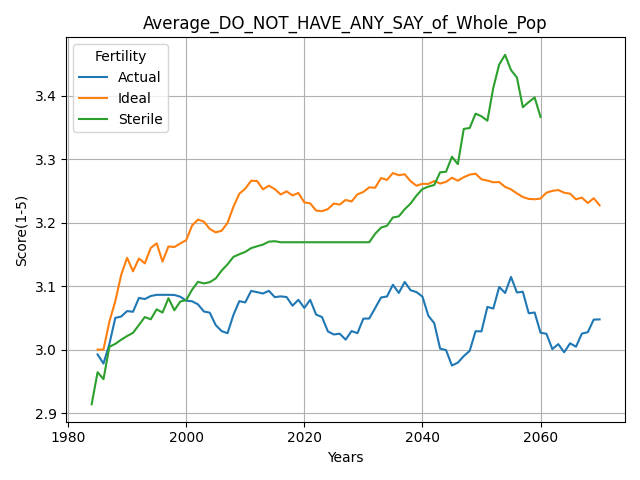 Average_DO_NOT_HAVE_ANY_SAY_of_Whole_Pop
Fertility
Actual
Ideal
Sterile
Score(1-5)
3.4
3.3
3.2
3.1
3.0
2.9
1980
2000
2020
2040
2060
Years